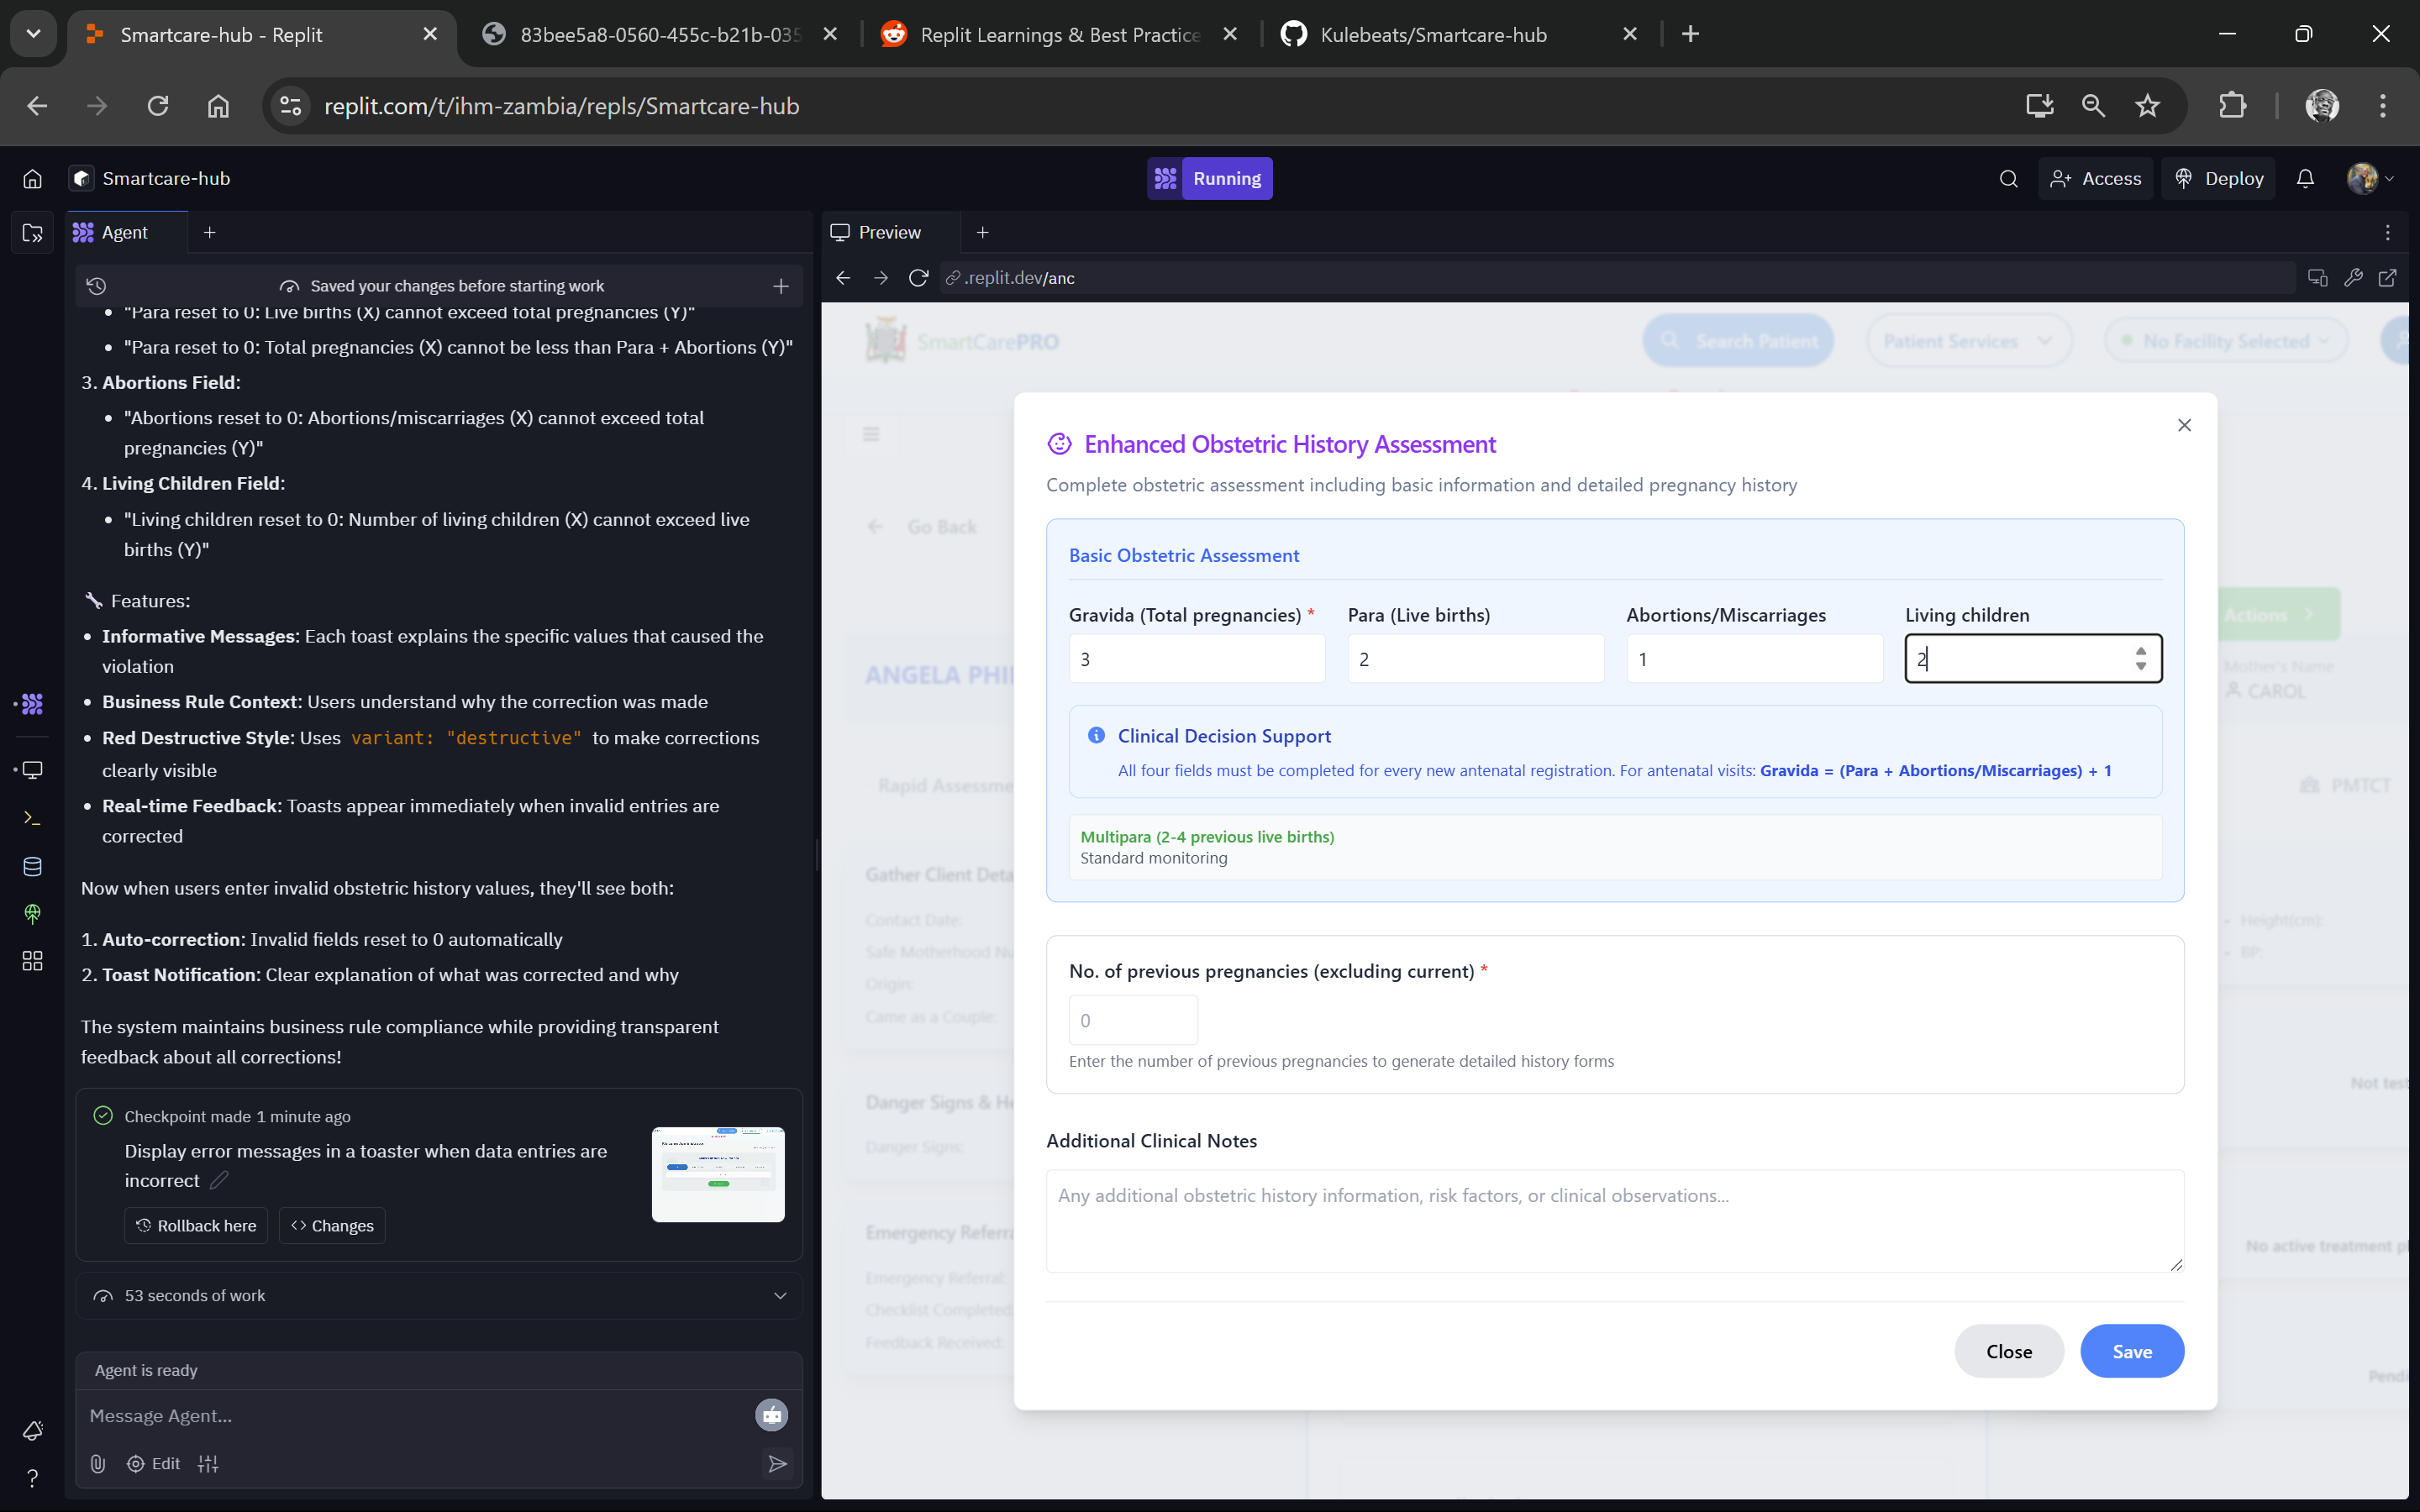 Smartcare-hub - Replit
83bee5a8-0560-455c-b21b-035
Replit Learnings & Best Practice
Kulebeats/Smartcare-hub
replit.com/t/ihm-zambia/repls/Smartcare-hub
Smartcare-hub
Running
Access
Deploy
Agent
Preview
Saved your changes before starting work
.replit.dev/anc
• "Para reset to 0: Live births (X) cannot exceed total pregnancies (Y)"
• "Para reset to 0: Total pregnancies (X) cannot be less than Para + Abortions (Y)"
3. Abortions Field:
• "Abortions reset to 0: Abortions/miscarriages (X) cannot exceed total
pregnancies (Y)"
4. Living Children Field:
• "Living children reset to 0: Number of living children (X) cannot exceed live
births (Y)"
🔧 Features:
• Informative Messages: Each toast explains the specific values that caused the
violation
• Business Rule Context: Users understand why the correction was made
• Red Destructive Style: Uses variant: "destructive" to make corrections
clearly visible
• Real-time Feedback: Toasts appear immediately when invalid entries are
corrected
Now when users enter invalid obstetric history values, they'll see both:
1. Auto-correction: Invalid fields reset to 0 automatically
2. Toast Notification: Clear explanation of what was corrected and why
The system maintains business rule compliance while providing transparent
feedback about all corrections!
Checkpoint made 1 minute ago
Display error messages in a toaster when data entries are
incorrect
Rollback here
<> Changes
53 seconds of work
Agent is ready
Message Agent...
Edit
SmartCarePRO
Search Patient
Patient Services
No Facility Selected
Go Back
Actions
ANGELA PHI
Mother's Name
CAROL
Rapid Assessme
PMTCT
Gather Client Deta
Contact Date:
Safe Motherhood Nu
Origin:
Came as a Couple:
- Height(cm):
- BP:
Danger Signs & He
Danger Signs:
Not test
Emergency Referra
Emergency Referral:
Checklist Completed:
Feedback Received:
No active treatment pl
Pendi
Enhanced Obstetric History Assessment
Complete obstetric assessment including basic information and detailed pregnancy history
Basic Obstetric Assessment
Gravida (Total pregnancies) *
Para (Live births)
Abortions/Miscarriages
Living children
3
2
1
2
Clinical Decision Support
All four fields must be completed for every new antenatal registration. For antenatal visits: Gravida = (Para + Abortions/Miscarriages) + 1
Multipara (2-4 previous live births)
Standard monitoring
No. of previous pregnancies (excluding current) *
0
Enter the number of previous pregnancies to generate detailed history forms
Additional Clinical Notes
Any additional obstetric history information, risk factors, or clinical observations...
Close
Save